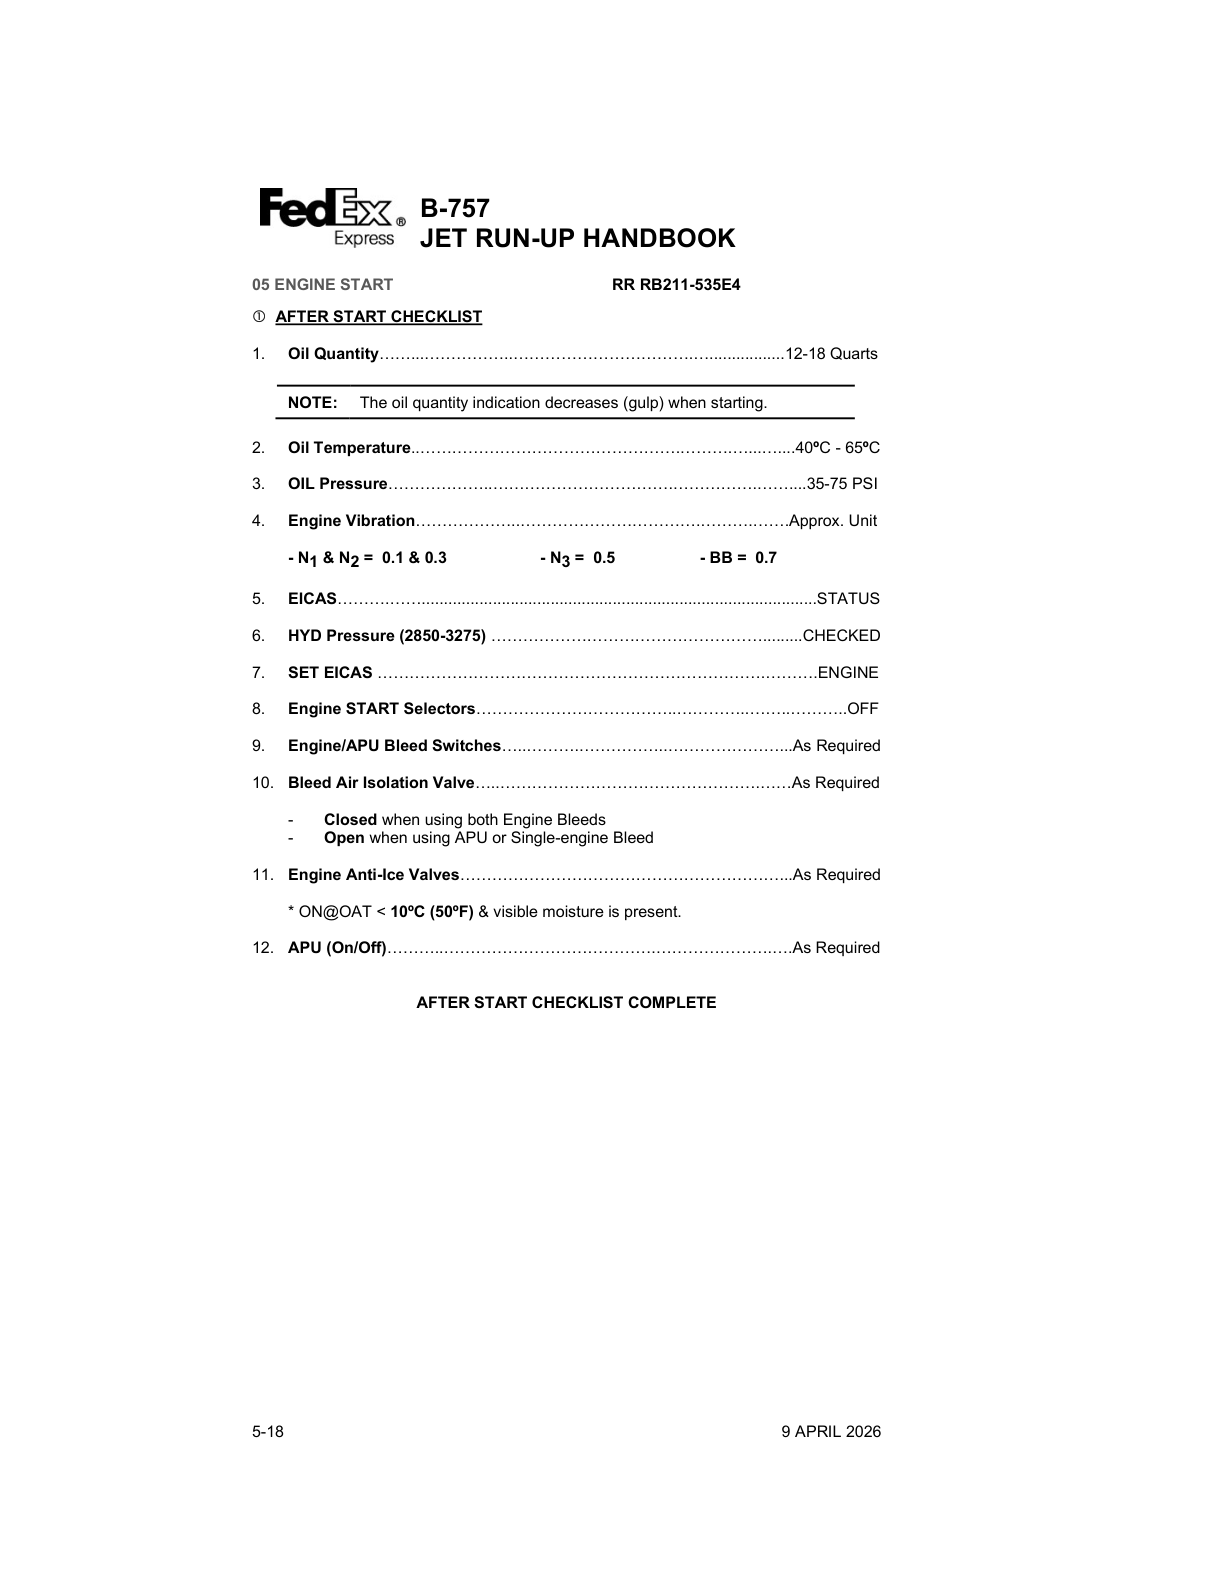 FedEx® B-757
Express JET RUN-UP HANDBOOK
05 ENGINE START RR RB211-535E4
① AFTER START CHECKLIST
1. Oil Quantity……...……………..…………………………….….................12-18 Quarts
NOTE: The oil quantity indication decreases (gulp) when starting.
2. Oil Temperature..…………………………………………..……….…...…....40ºC - 65ºC
3. OIL Pressure………………..…………………………….…………….……....35-75 PSI
4. Engine Vibration………………...………………………………………….…….Approx. Unit
- N1 & N2 = 0.1 & 0.3 - N3 = 0.5 - BB = 0.7
5. EICAS……….…….........................................................................................STATUS
6. HYD Pressure (2850-3275) …………………………………………….........CHECKED
7. SET EICAS ……………………………………………………………….……….ENGINE
8. Engine START Selectors………………………………..…………..……..………..OFF
9. Engine/APU Bleed Switches…..……….……………..…………………...As Required
10. Bleed Air Isolation Valve…..………………………………………….……As Required
- Closed when using both Engine Bleeds
- Open when using APU or Single-engine Bleed
11. Engine Anti-Ice Valves……………………………………………………...As Required
* ON@OAT < 10ºC (50ºF) & visible moisture is present.
12. APU (On/Off)………..………………………………….………………….….As Required
AFTER START CHECKLIST COMPLETE
5-18 9 APRIL 2026